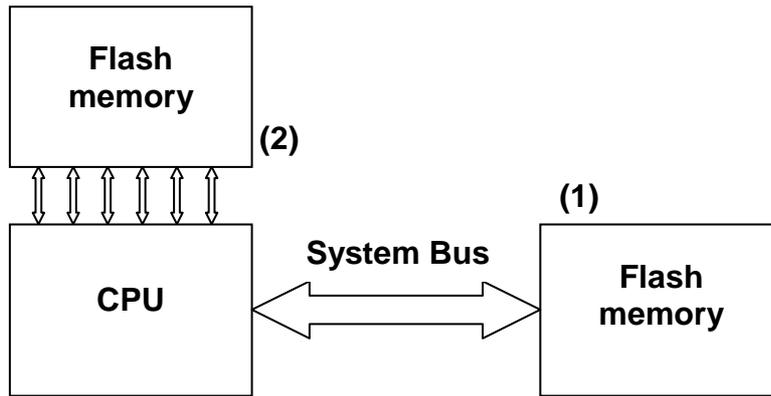 Flash
memory
(2)
(1)
System Bus
CPU
Flash
memory